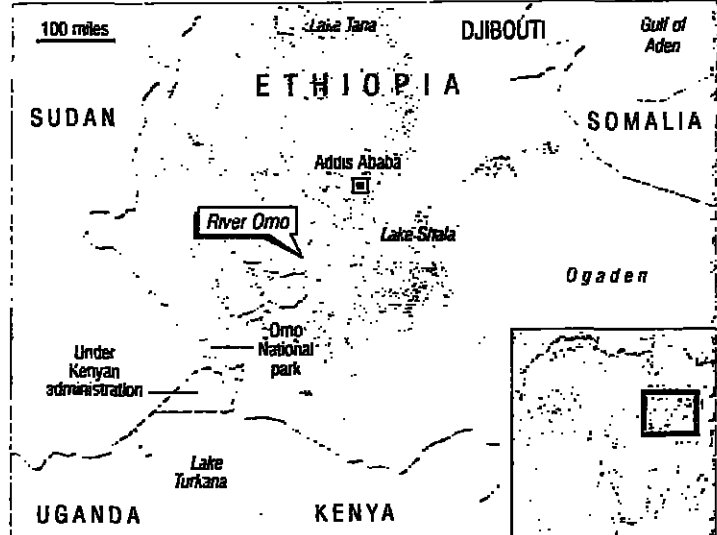 100 miles
Lake Tana
DJIBOUTI
Gulf of
Aden
ETHIOPIA
SUDAN
SOMALIA
Addis Ababa
River Omo
Lake Shala
Ogaden
Omo
National
park
Under
Kenyan
administration
Lake
Turkana
UGANDA
KENYA